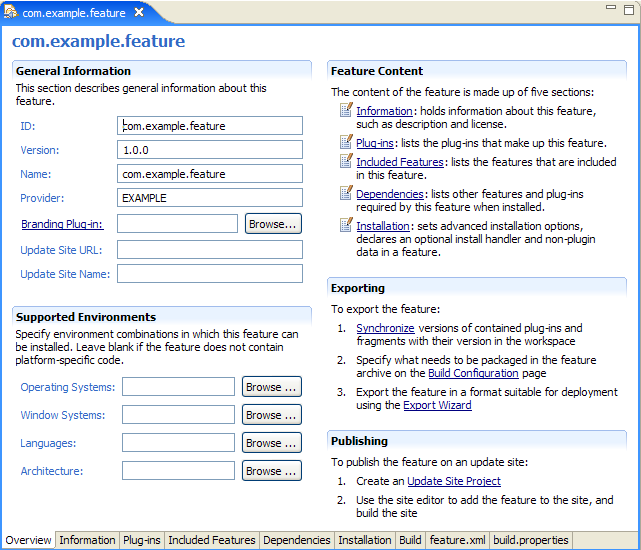 com.example.feature
com.example.feature
General Information
This section describes general information about this
feature.
ID: com.example.feature
Version: 1.0.0
Name: com.example.feature
Provider: EXAMPLE
Branding Plug-in: Browse...
Update Site URL:
Update Site Name:
Supported Environments
Specify environment combinations in which this feature can
be installed. Leave blank if the feature does not contain
platform-specific code.
Operating Systems: Browse ...
Window Systems: Browse ...
Languages: Browse ...
Architecture: Browse ...
Feature Content
The content of the feature is made up of five sections:
Information: holds information about this feature,
such as description and license.
Plug-ins: lists the plug-ins that make up this feature.
Included Features: lists the features that are included
in this feature.
Dependencies: lists other features and plug-ins
required by this feature when installed.
Installation: sets advanced installation options,
declares an optional install handler and non-plugin
data in a feature.
Exporting
To export the feature:
1. Synchronize versions of contained plug-ins and
fragments with their version in the workspace
2. Specify what needs to be packaged in the feature
archive on the Build Configuration page
3. Export the feature in a format suitable for deployment
using the Export Wizard
Publishing
To publish the feature on an update site:
1. Create an Update Site Project
2. Use the site editor to add the feature to the site, and
build the site
Overview Information Plug-ins Included Features Dependencies Installation Build feature.xml build.properties